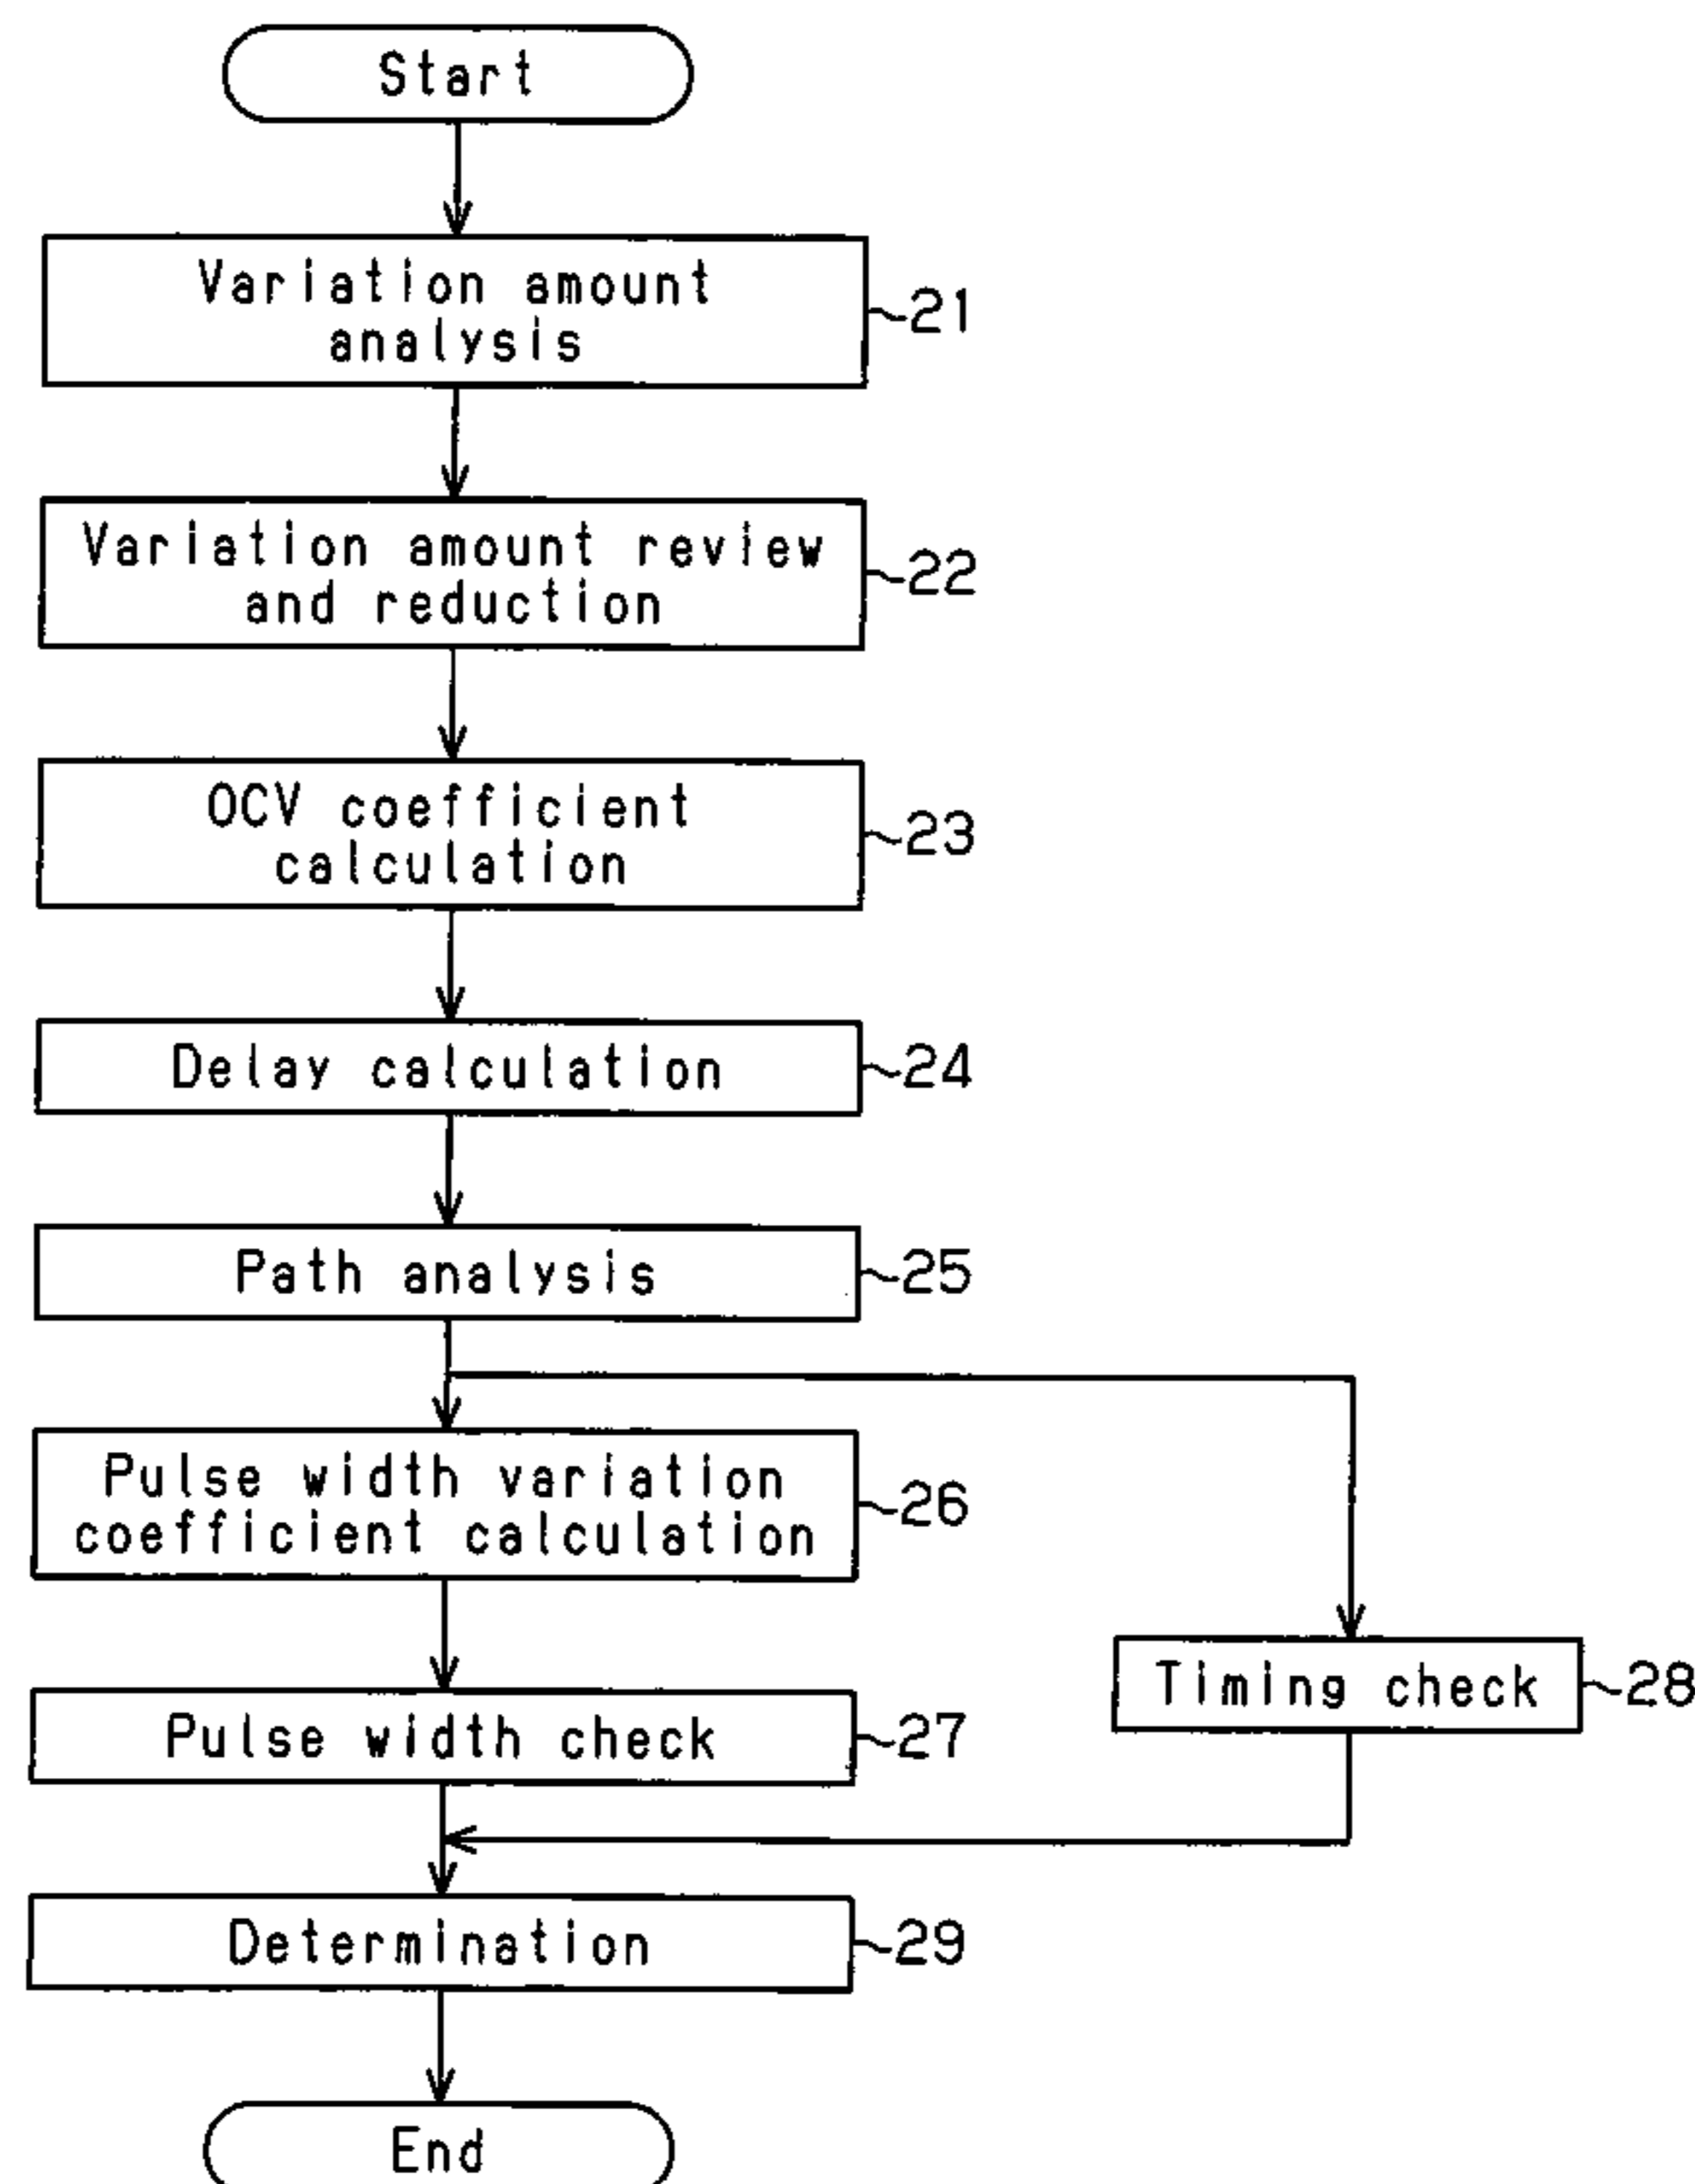 Start
Variation amount
analysis
21
Variation amount review
and reduction
22
OCV coefficient
calculation
23
Delay calculation
24
Path analysis
25
Pulse width variation
coefficient calculation
26
Timing check
28
Pulse width check
27
Determination
29
End